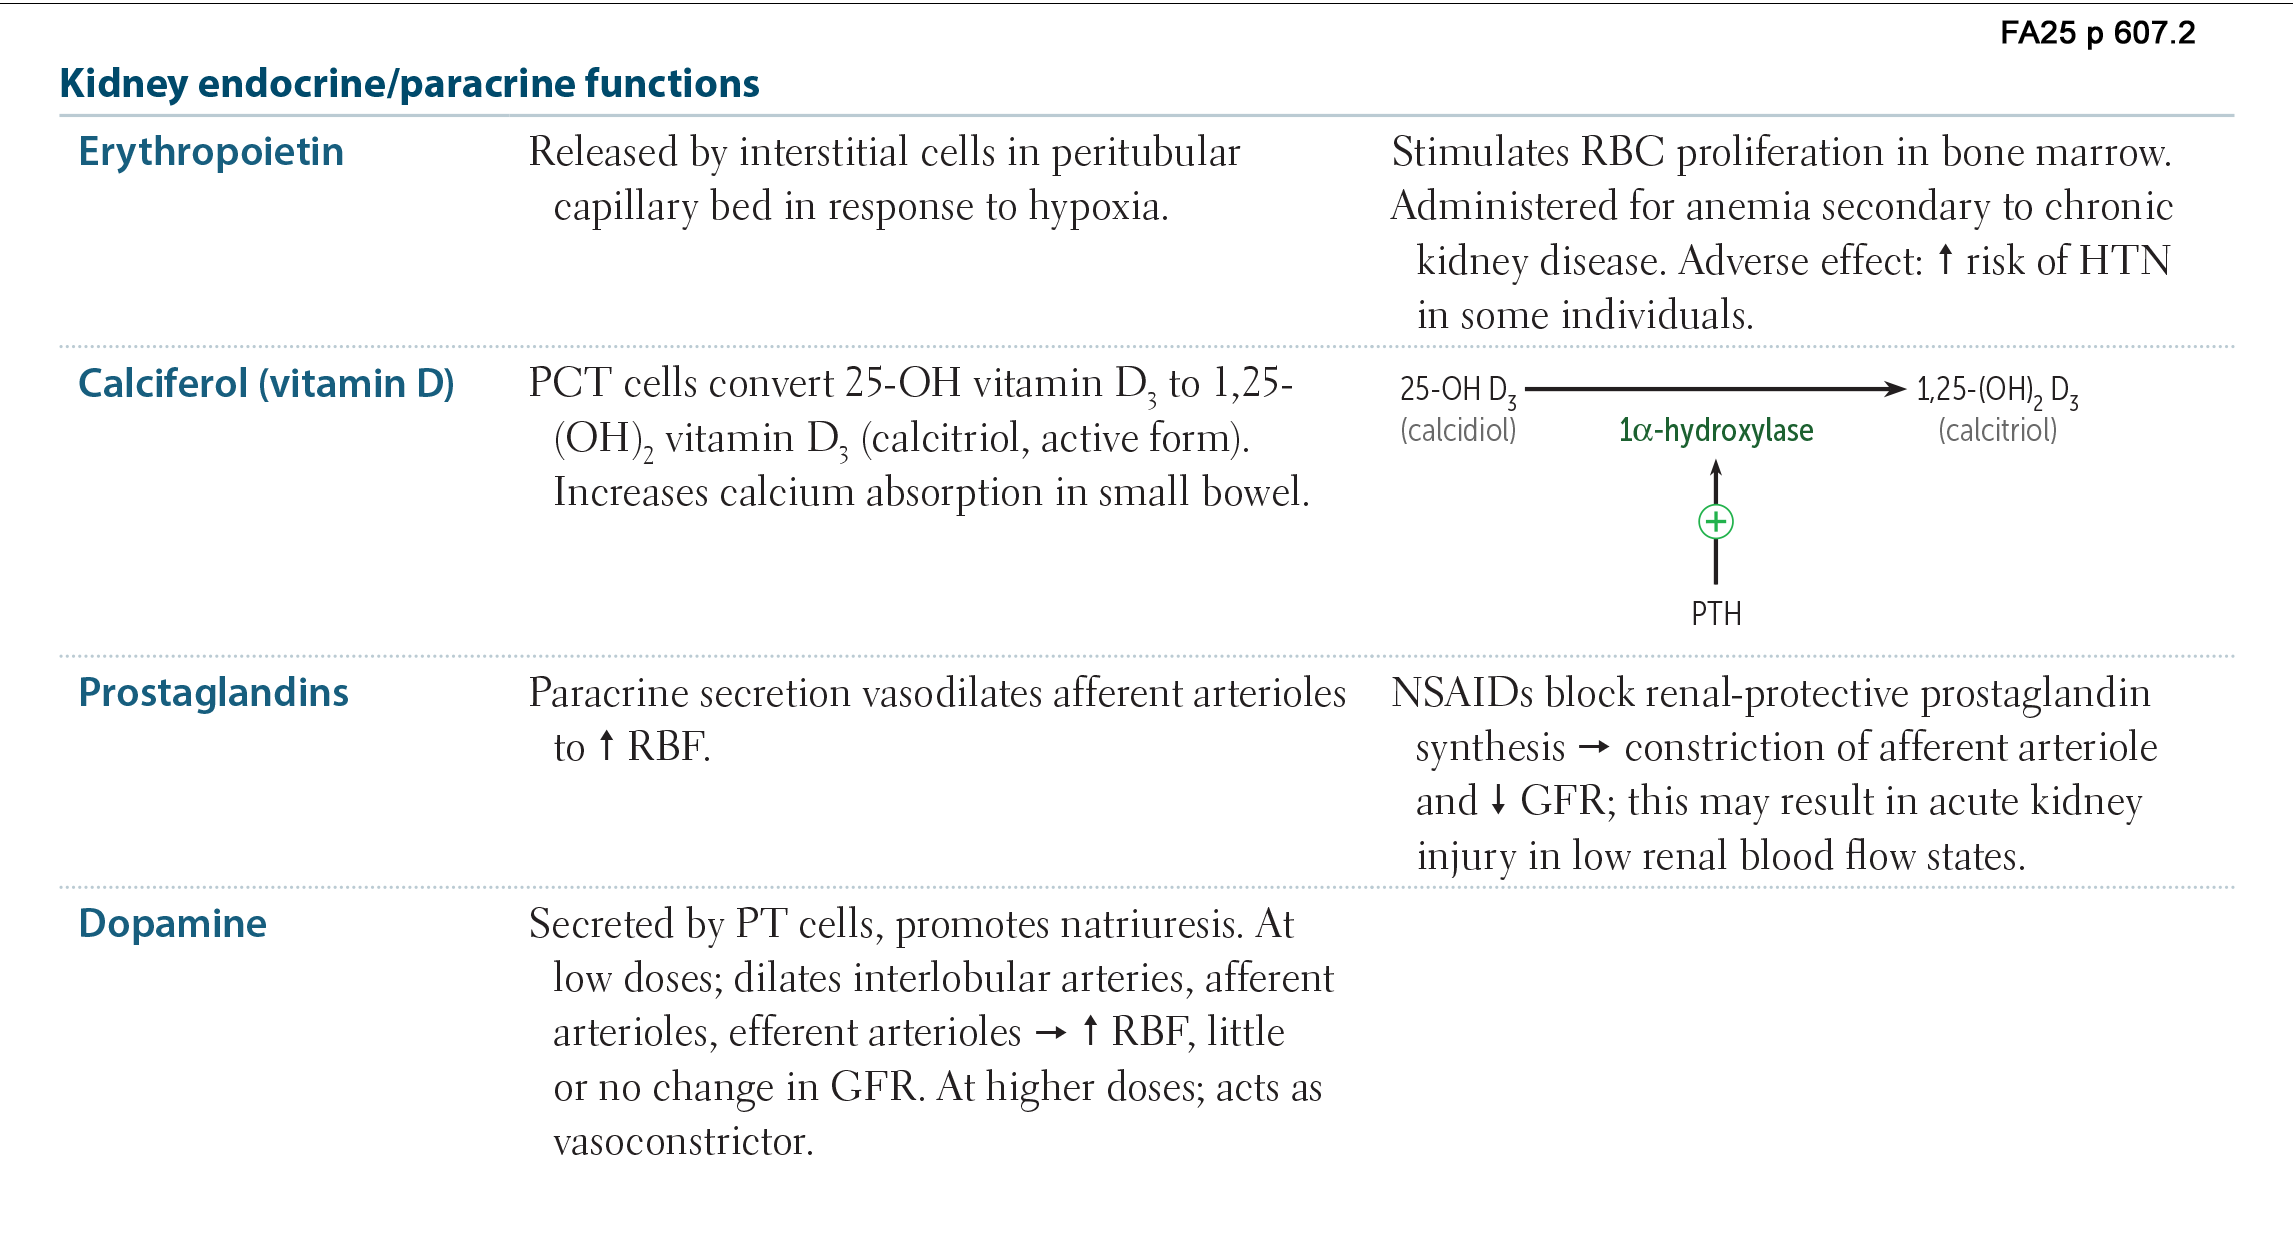 FA25 p 607.2
Kidney endocrine/paracrine functions
Erythropoietin
Released by interstitial cells in peritubular
capillary bed in response to hypoxia.
Stimulates RBC proliferation in bone marrow.
Administered for anemia secondary to chronic
kidney disease. Adverse effect: ↑ risk of HTN
in some individuals.
Calciferol (vitamin D)
PCT cells convert 25-OH vitamin D₃ to 1,25-
(OH)₂ vitamin D₃ (calcitriol, active form).
Increases calcium absorption in small bowel.
25-OH D₃ → 1,25-(OH)₂ D₃
(calcidiol) 1α-hydroxylase (calcitriol)
+
PTH
Prostaglandins
Paracrine secretion vasodilates afferent arterioles
to ↑ RBF.
NSAIDs block renal-protective prostaglandin
synthesis → constriction of afferent arteriole
and ↓ GFR; this may result in acute kidney
injury in low renal blood flow states.
Dopamine
Secreted by PT cells, promotes natriuresis. At
low doses; dilates interlobular arteries, afferent
arterioles, efferent arterioles → ↑ RBF, little
or no change in GFR. At higher doses; acts as
vasoconstrictor.